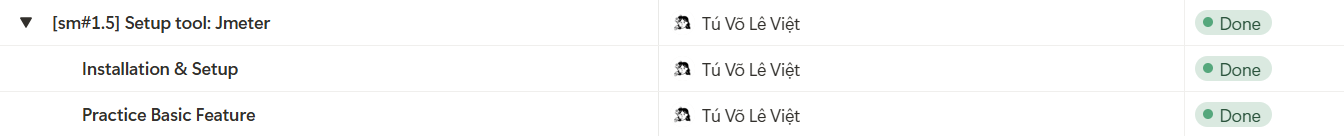 [sm#1.5] Setup tool: Jmeter Tú Võ Lê Việt Done
Installation & Setup Tú Võ Lê Việt Done
Practice Basic Feature Tú Võ Lê Việt Done